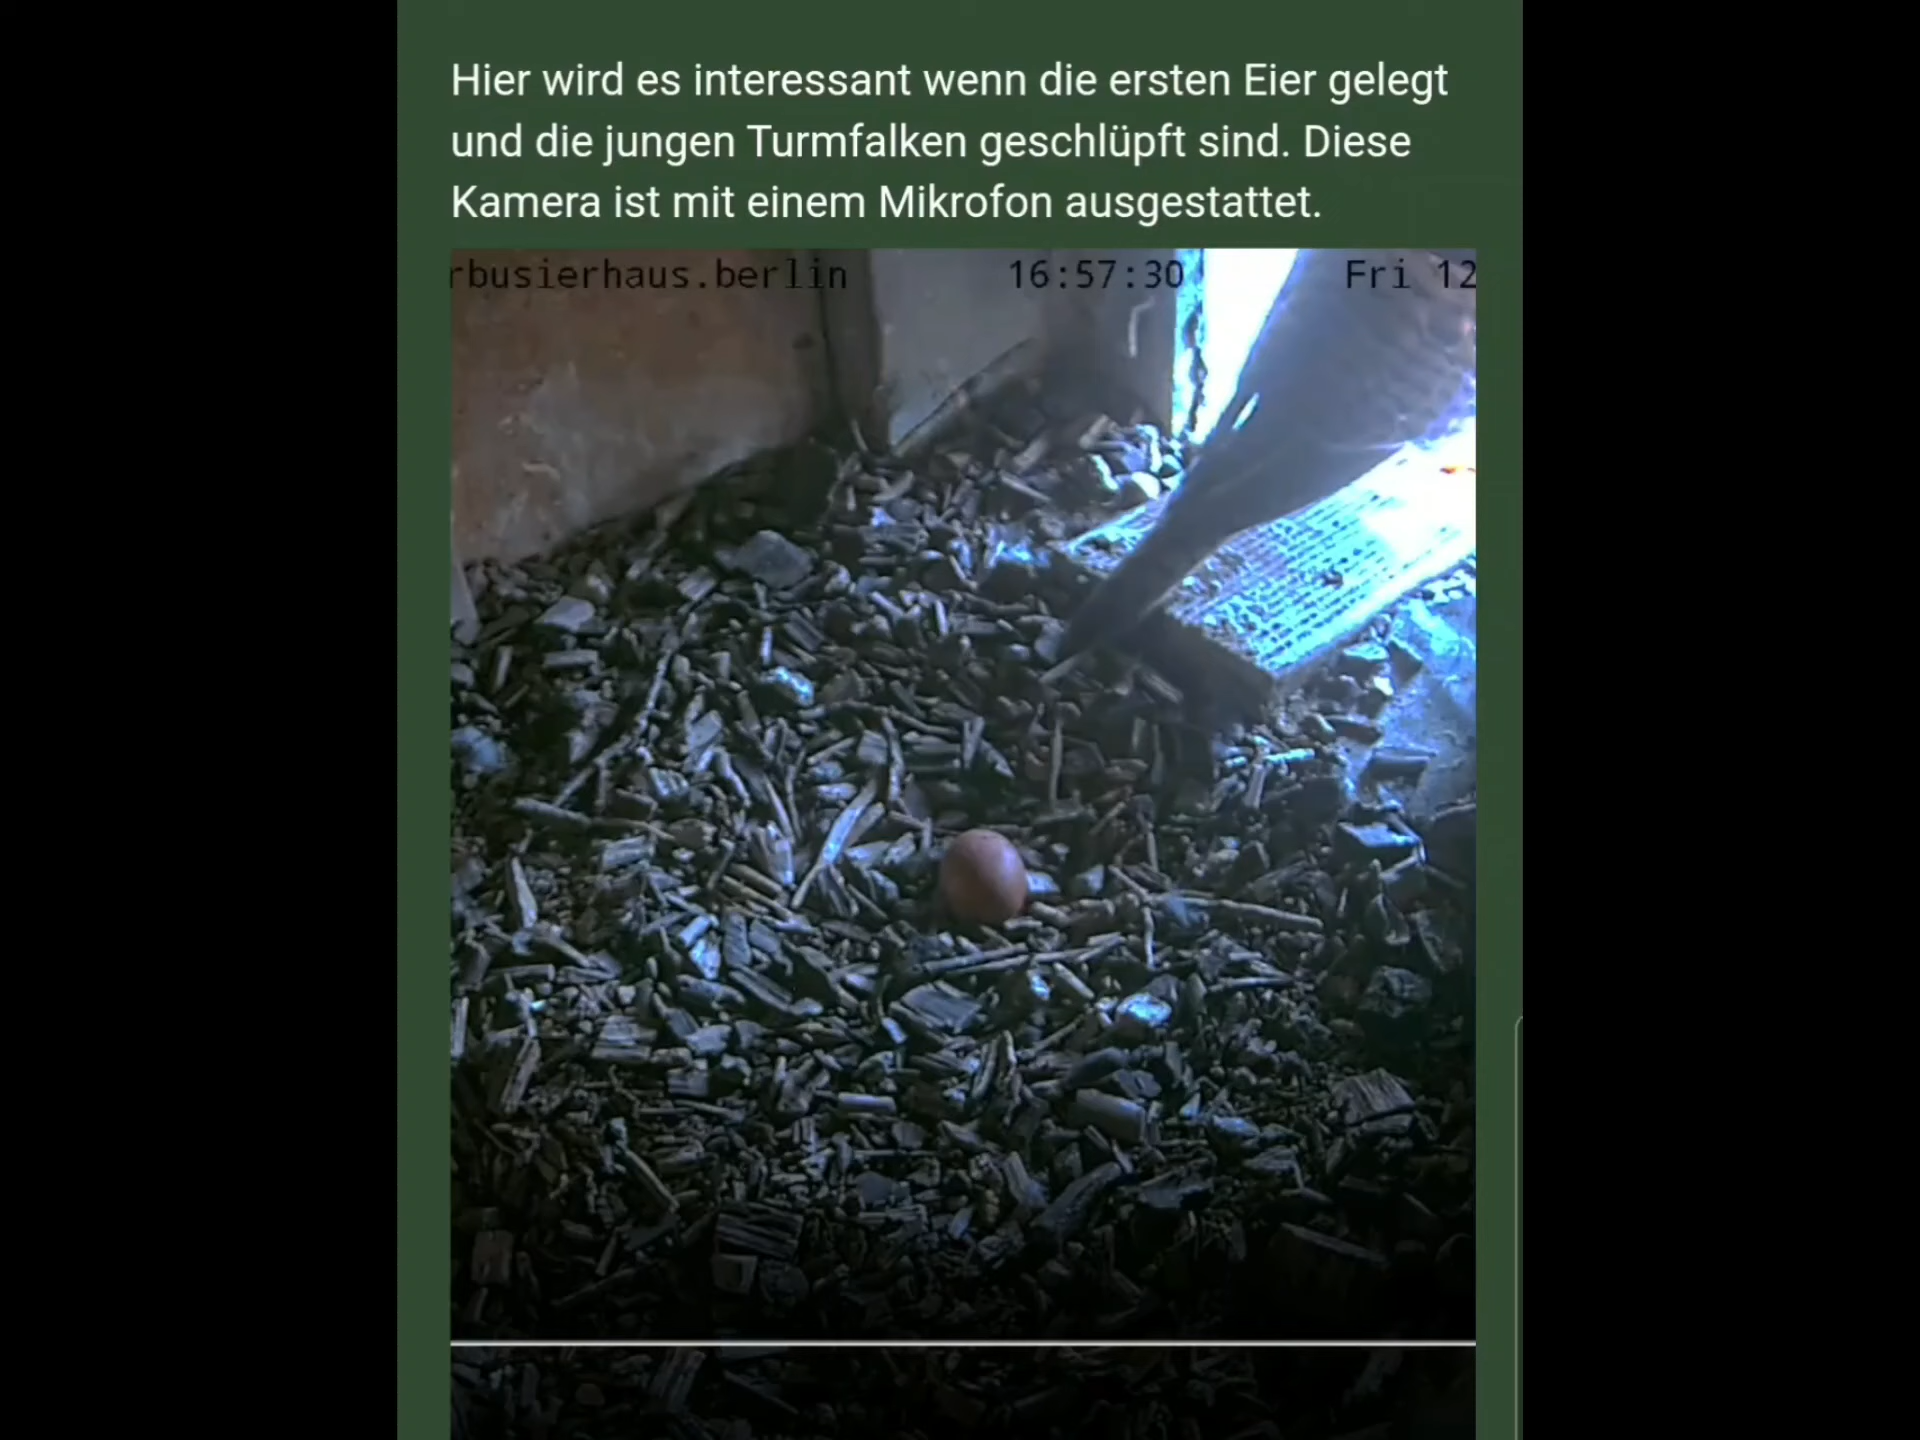 Hier wird es interessant wenn die ersten Eier gelegt
und die jungen Turmfalken geschlüpft sind. Diese
Kamera ist mit einem Mikrofon ausgestattet.
rbusierhaus.berlin 16:57:30 Fri 12